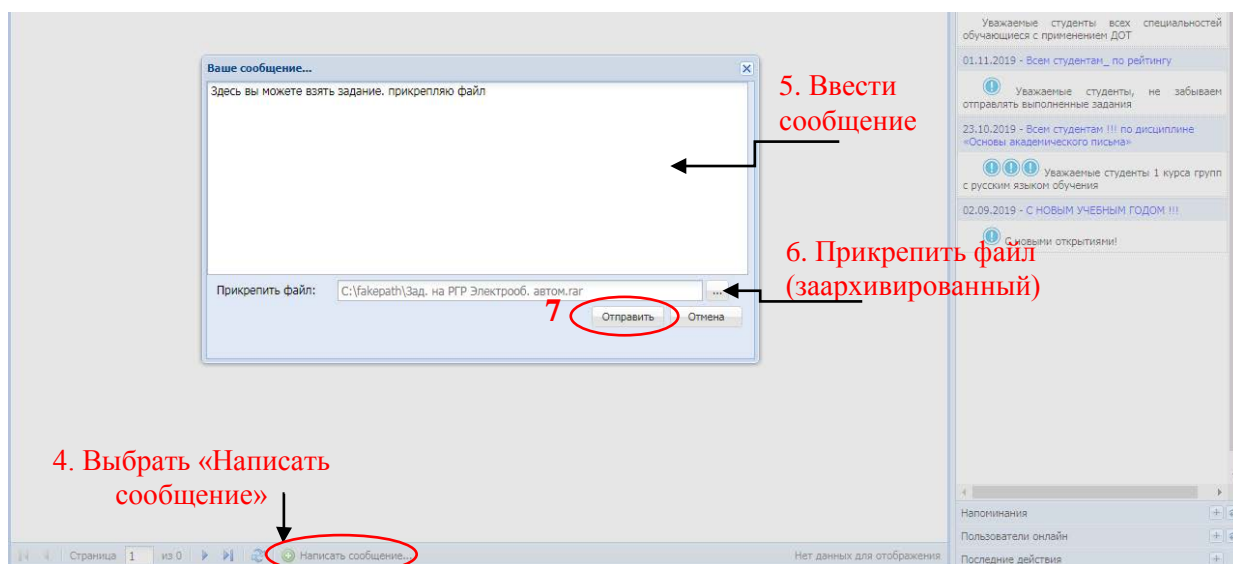 Ваше сообщение...
Здесь вы можете взять задание. прикрепляю файл
Прикрепить файл:
C:\fakepath\Зад. на РГР Электрооб. автом.rar
...
7
Отправить
Отмена
5. Ввести
сообщение
6. Прикрепить файл
(заархивированный)
4. Выбрать «Написать
сообщение»
Страница 1 из 0
Написать сообщение...
Нет данных для отображения
Уважаемые студенты всех специальностей
обучающиеся с применением ДОТ
01.11.2019 - Всем студентам_ по рейтингу
Уважаемые студенты, не забываем
отправлять выполненные задания
23.10.2019 - Всем студентам !!! по дисциплине
«Основы академического письма»
Уважаемые студенты 1 курса групп
с русским языком обучения
02.09.2019 - С НОВЫМ УЧЕБНЫМ ГОДОМ !!!
С новыми открытиями!
Напоминания
Пользователи онлайн
Последние действия